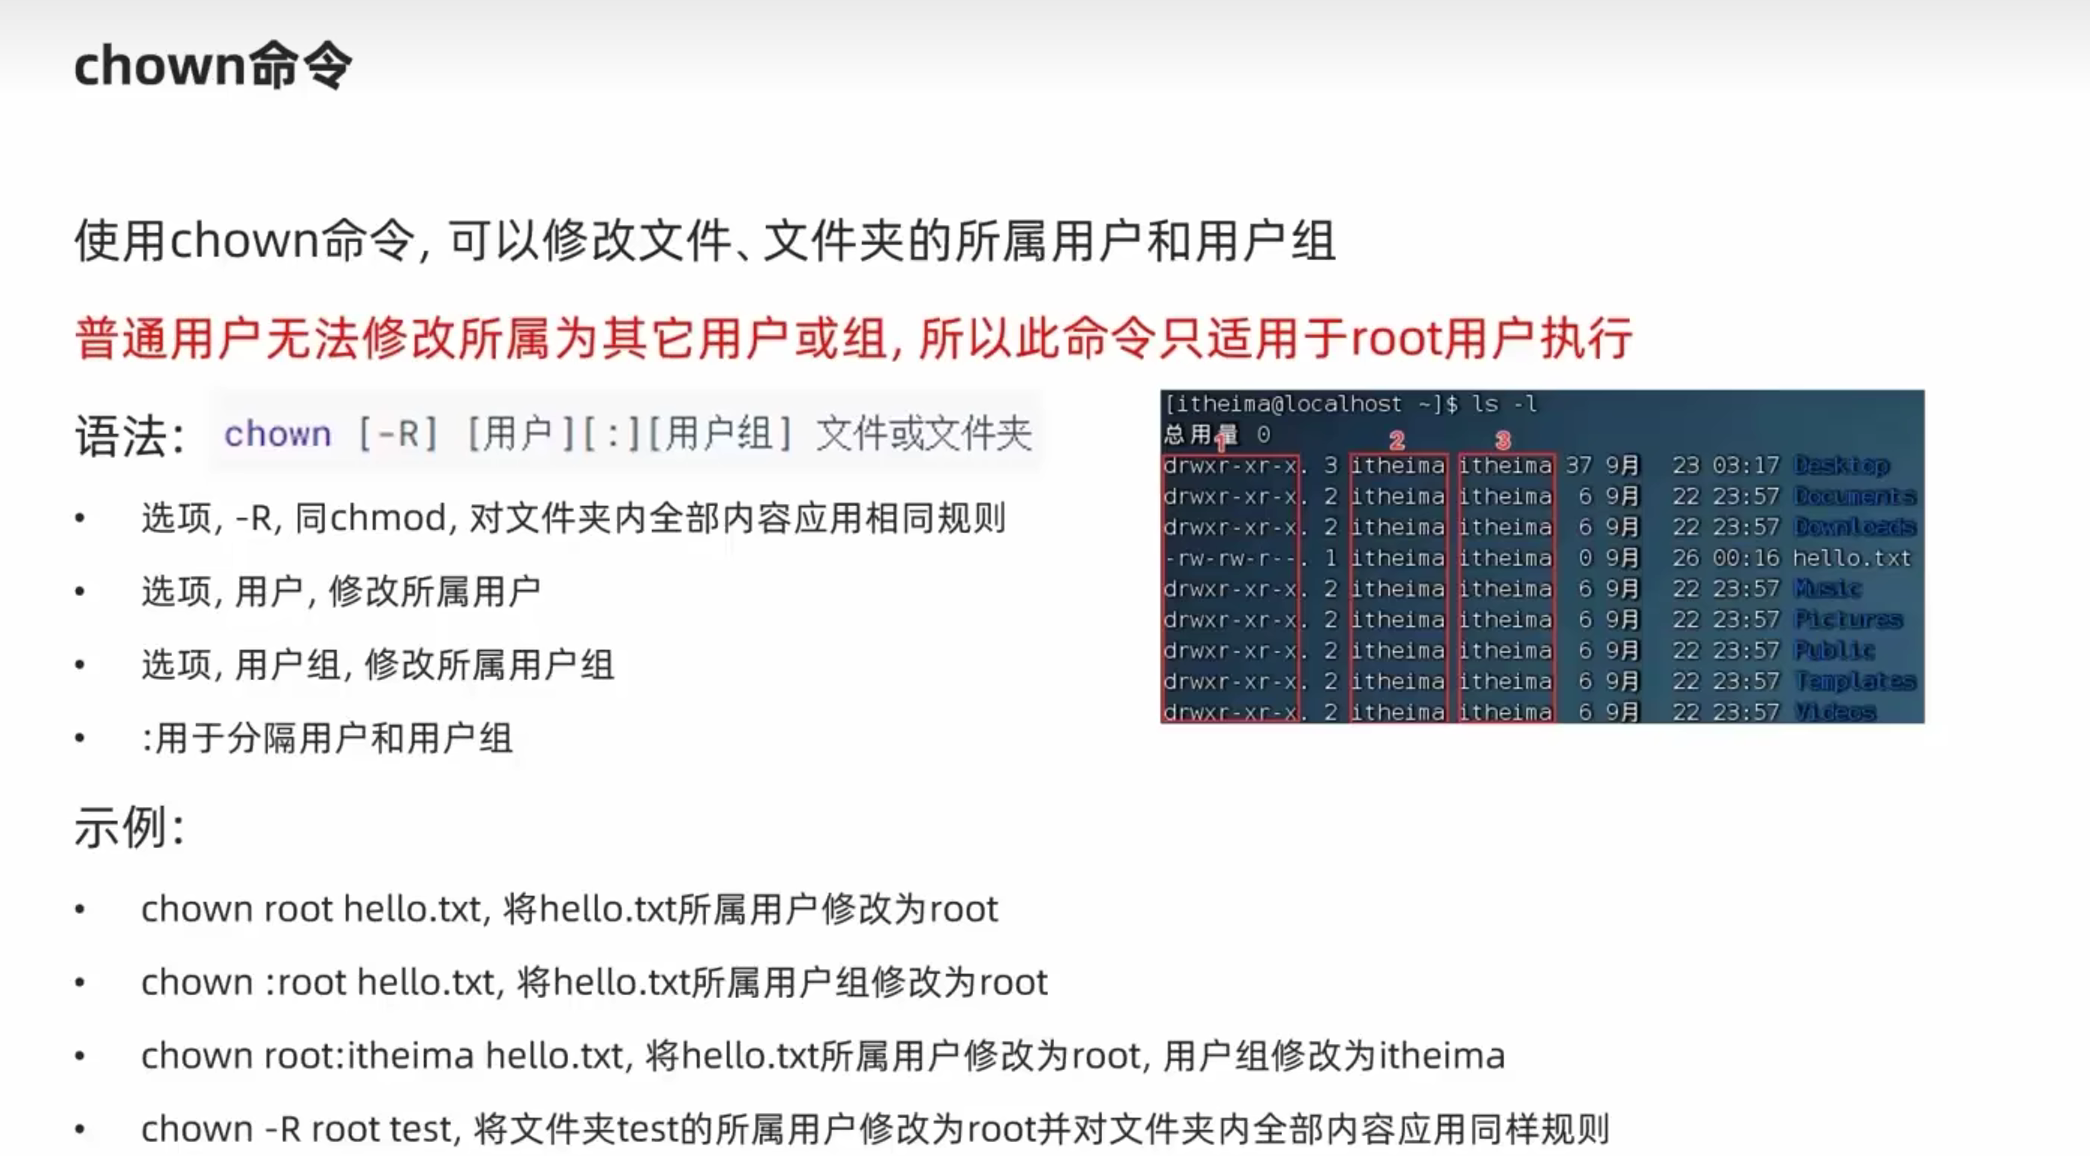 chown命令
使用chown命令, 可以修改文件、文件夹的所属用户和用户组
普通用户无法修改所属为其它用户或组, 所以此命令只适用于root用户执行
语法: chown [-R] [用户][:][用户组] 文件或文件夹
• 选项, -R, 同chmod, 对文件夹内全部内容应用相同规则
• 选项, 用户, 修改所属用户
• 选项, 用户组, 修改所属用户组
• :用于分隔用户和用户组
[itheima@localhost ~]$ ls -l
总用量 0
1 2 3
drwxr-xr-x. 3 itheima itheima 37 9月 23 03:17 Desktop
drwxr-xr-x. 2 itheima itheima 6 9月 22 23:57 Documents
drwxr-xr-x. 2 itheima itheima 6 9月 22 23:57 Downloads
-rw-rw-r--. 1 itheima itheima 0 9月 26 00:16 hello.txt
drwxr-xr-x. 2 itheima itheima 6 9月 22 23:57 Music
drwxr-xr-x. 2 itheima itheima 6 9月 22 23:57 Pictures
drwxr-xr-x. 2 itheima itheima 6 9月 22 23:57 Public
drwxr-xr-x. 2 itheima itheima 6 9月 22 23:57 Templates
drwxr-xr-x. 2 itheima itheima 6 9月 22 23:57 Videos
示例:
• chown root hello.txt, 将hello.txt所属用户修改为root
• chown :root hello.txt, 将hello.txt所属用户组修改为root
• chown root:itheima hello.txt, 将hello.txt所属用户修改为root, 用户组修改为itheima
• chown -R root test, 将文件夹test的所属用户修改为root并对文件夹内全部内容应用同样规则